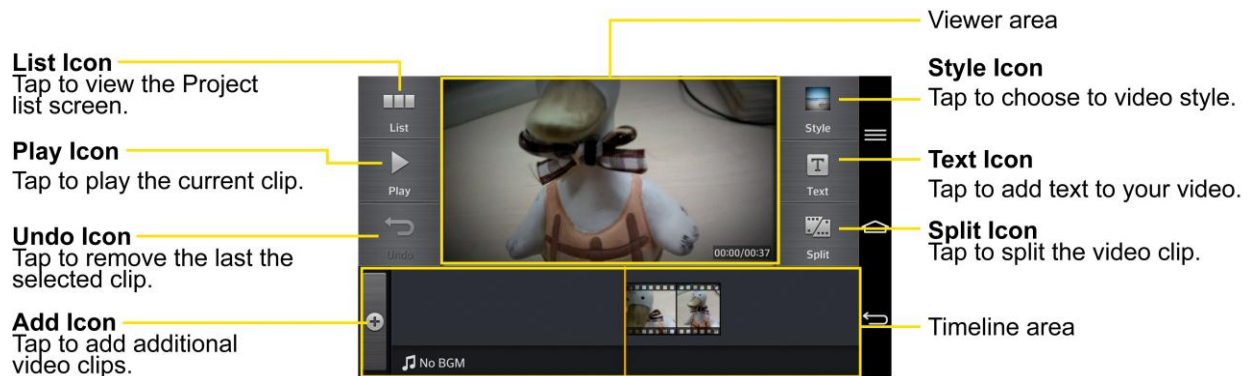 List Icon
Tap to view the Project
list screen.
Play Icon
Tap to play the current clip.
Undo Icon
Tap to remove the last the
selected clip.
Add Icon
Tap to add additional
video clips.
List
Play
Undo
00:00/00:37
No BGM
Style
T
Text
Split
Viewer area
Style Icon
Tap to choose to video style.
Text Icon
Tap to add text to your video.
Split Icon
Tap to split the video clip.
Timeline area